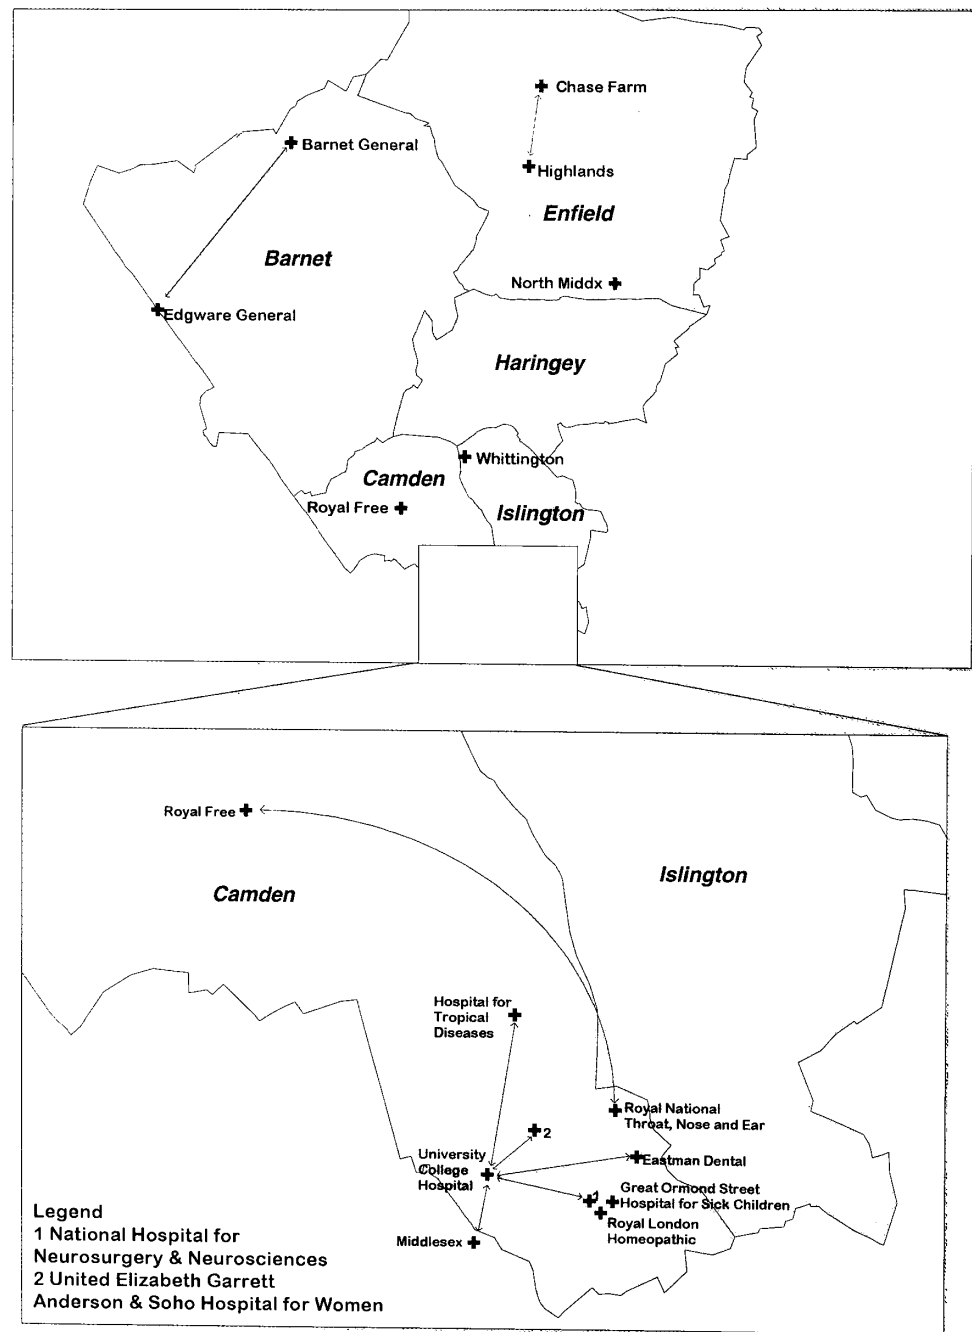 Chase Farm
Barnet General
Highlands
Enfield
Barnet
North Middx
Edgware General
Haringey
Whittington
Camden
Royal Free
Islington
Royal Free
Islington
Camden
Hospital for
Tropical
Diseases
Royal National
Throat, Nose and Ear
2
University
College
Hospital
Eastman Dental
1
Great Ormond Street
Hospital for Sick Children
Royal London
Homeopathic
Middlesex
Legend
1 National Hospital for
Neurosurgery & Neurosciences
2 United Elizabeth Garrett
Anderson & Soho Hospital for Women